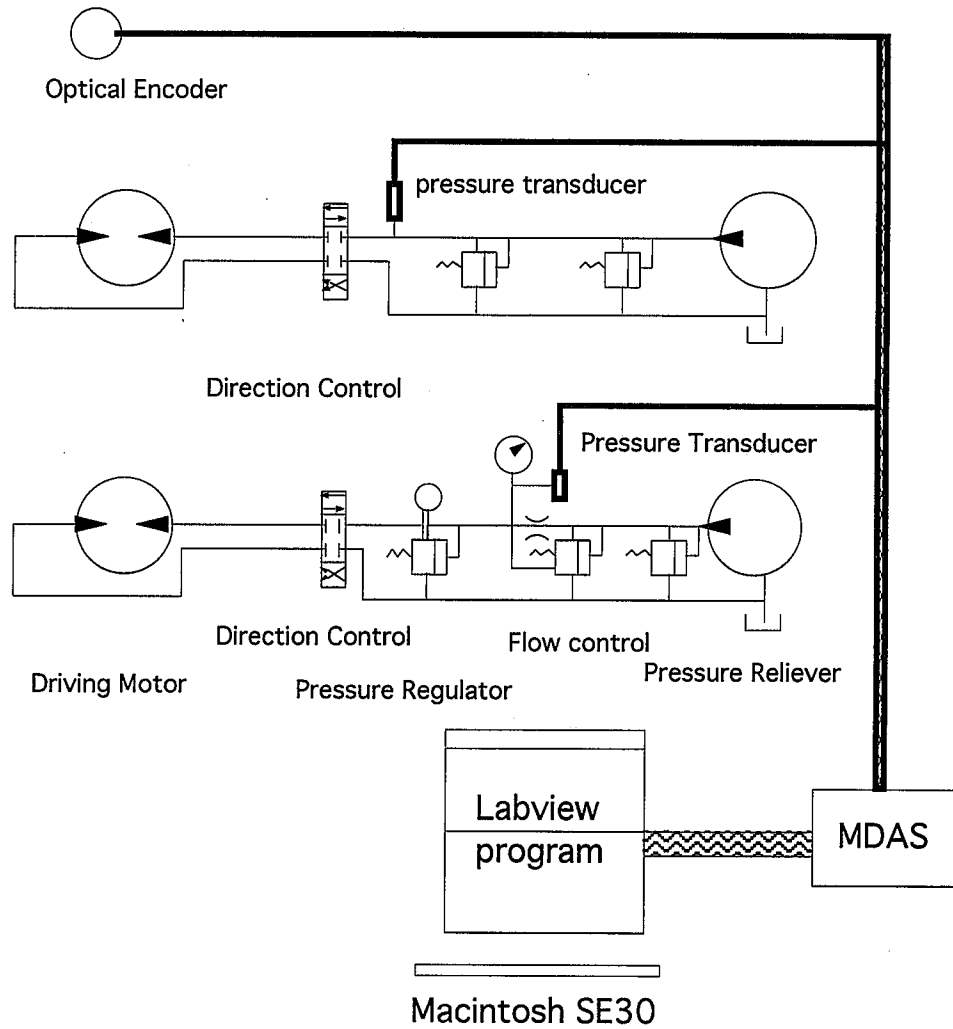 Optical Encoder
pressure transducer
Direction Control
Pressure Transducer
Direction Control
Flow control
Driving Motor
Pressure Regulator
Pressure Reliever
Labview
program
MDAS
Macintosh SE30